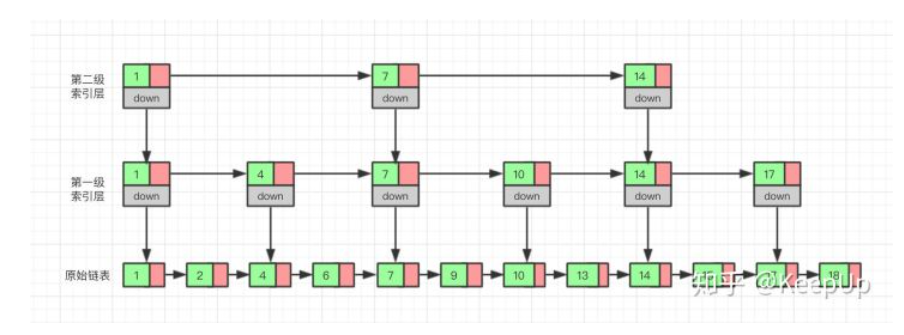 第二级
索引层
1 7 14
down down down
第一级
索引层
1 4 7 10 14 17
down down down down down down
原始链表 1 2 4 6 7 9 10 13 14 18
知乎 @KeepUp